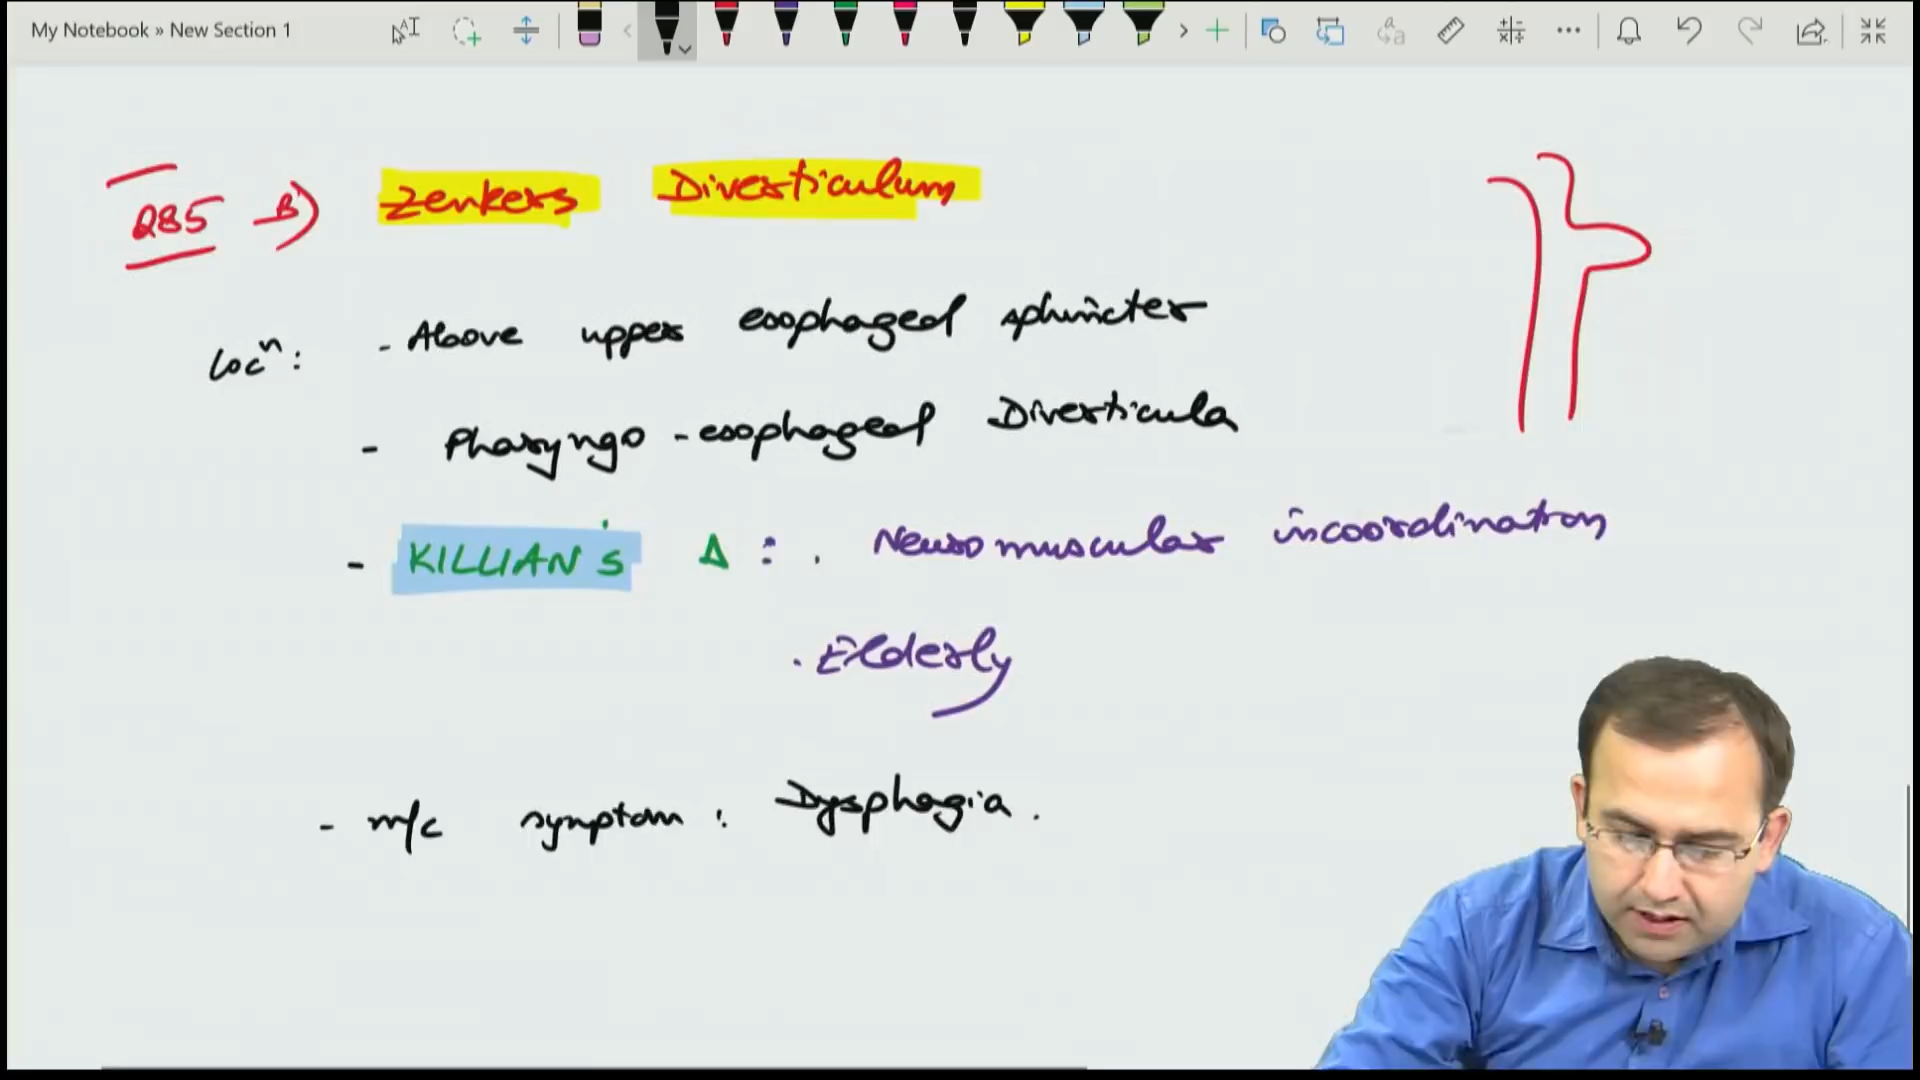 My Notebook » New Section 1
285 B) Zenkers Diverticulum
Locⁿ: - Above upper esophageal sphincter
- Pharyngo-esophageal Diverticula
- KILLIAN's Δ : . Neuromuscular incoordination
. Elderly
- m/c symptom : Dysphagia.